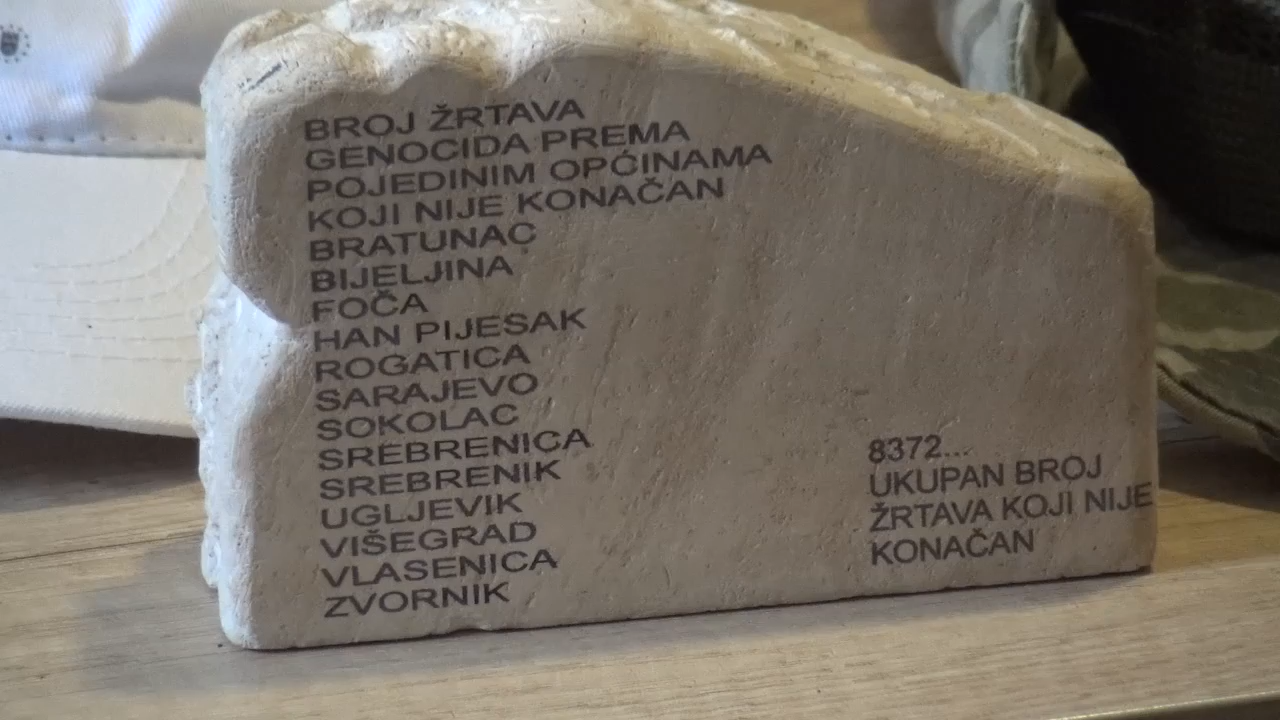 BROJ ŽRTAVA
GENOCIDA PREMA
POJEDINIM OPĆINAMA
KOJI NIJE KONAČAN
BRATUNAC
BIJELJINA
FOČA
HAN PIJESAK
ROGATICA
SARAJEVO
SOKOLAC
SREBRENICA
SREBRENIK
UGLJEVIK
VIŠEGRAD
VLASENICA
ZVORNIK
8372...
UKUPAN BROJ
ŽRTAVA KOJI NIJE
KONAČAN